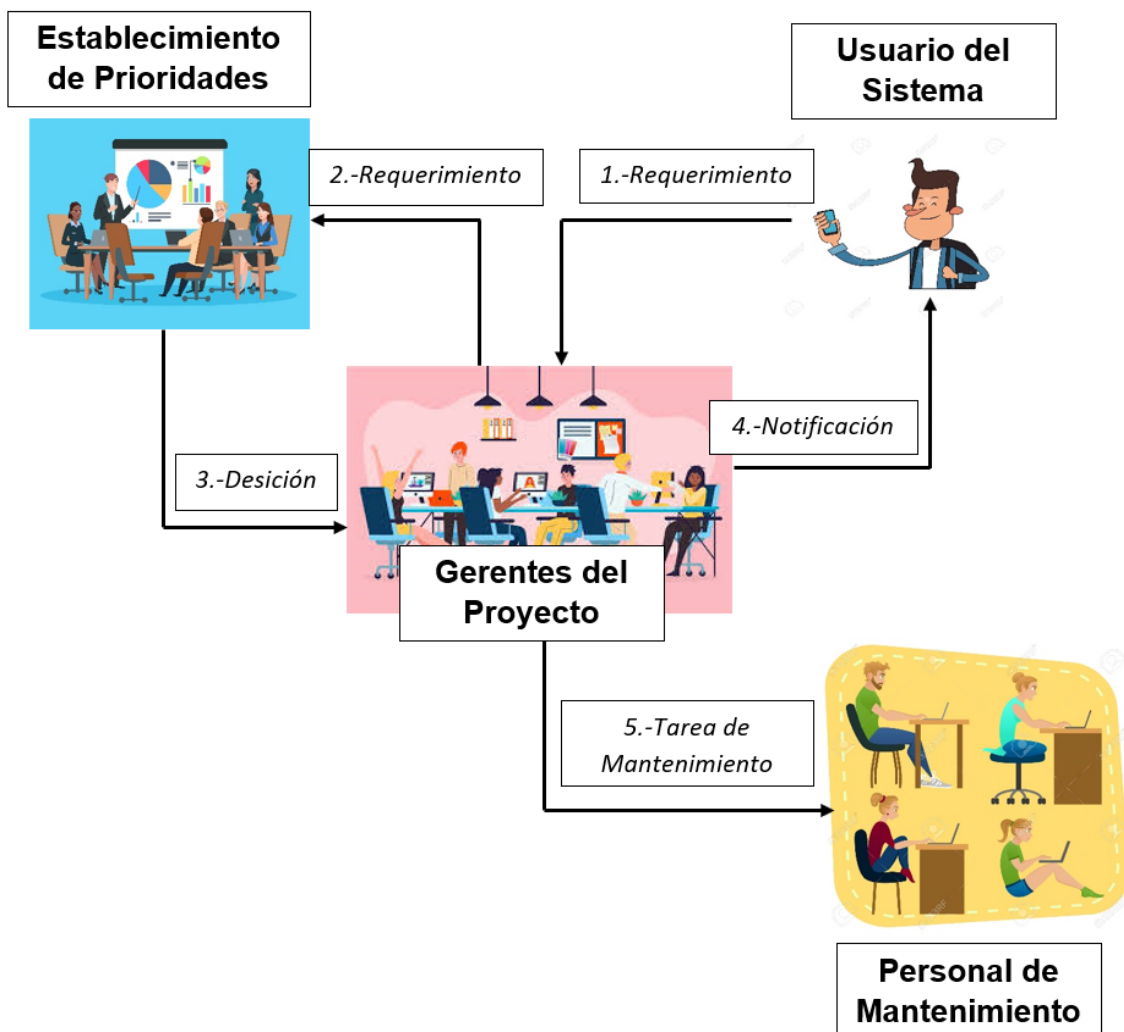 Establecimiento
de Prioridades
Usuario del
Sistema
2.-Requerimiento
1.-Requerimiento
3.-Desición
4.-Notificación
Gerentes del
Proyecto
5.-Tarea de
Mantenimiento
Personal de
Mantenimiento